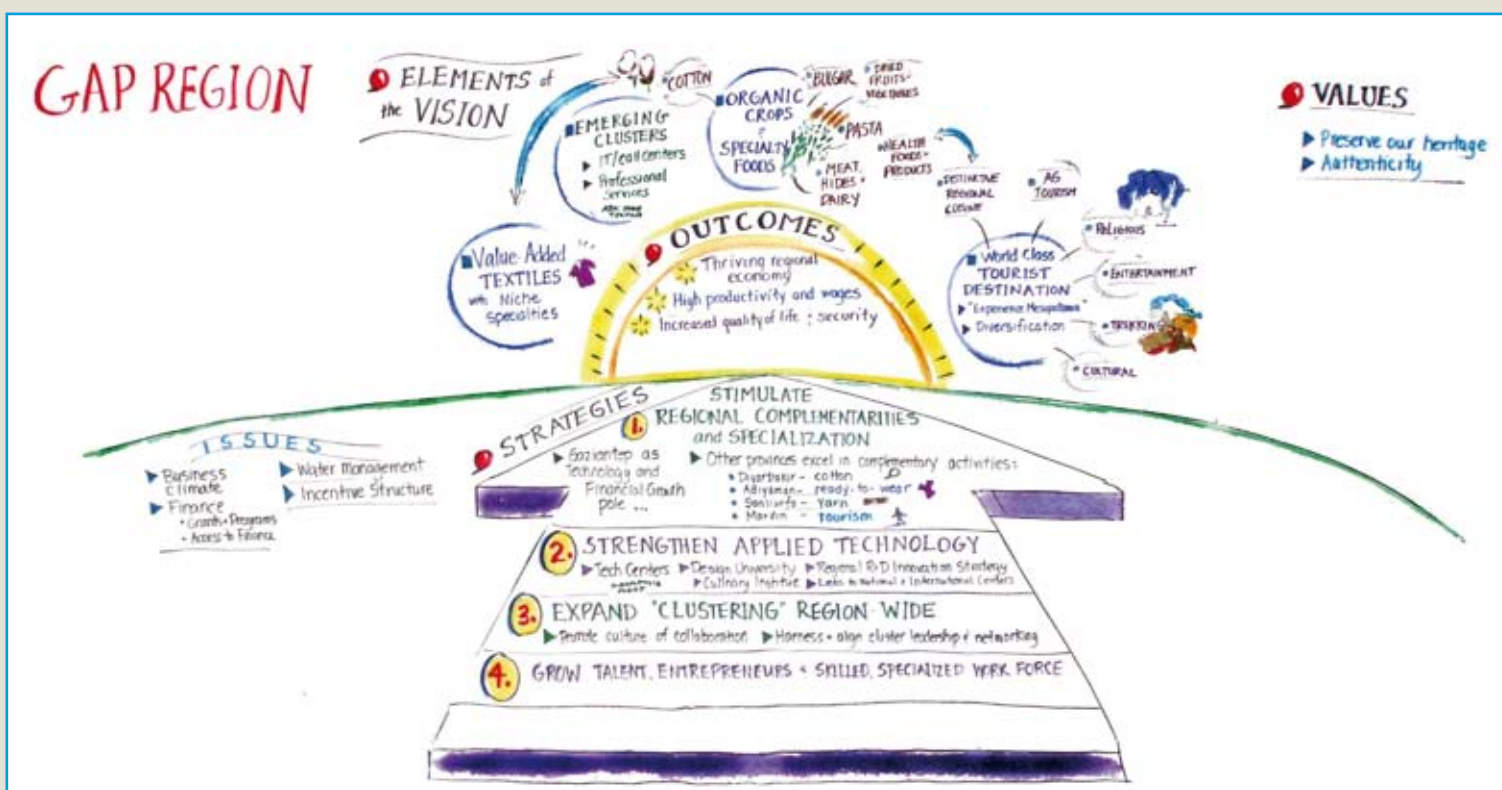 GAP REGION
ELEMENTS of
the VISION
COTTON
EMERGING
CLUSTERS
IT/call centers
Professional
Services
Value-Added
TEXTILES
with Niche
Specialties
ORGANIC
CROPS
&
SPECIALTY
FOODS
BULGAR
DRIED
FRUITS +
VEGETABLES
PASTA
MEAT,
HIDES +
DAIRY
HEALTH
FOODS +
PRODUCTS
DISTINCTIVE
REGIONAL
CUISINE
AG
TOURISM
RELIGIOUS
World Class
TOURIST
DESTINATION
"Experience Mesopotamia"
Diversification
ENTERTAINMENT
TREKKING
CULTURAL
VALUES
Preserve our heritage
Authenticity
OUTCOMES
Thriving regional
economy
High productivity and wages
Increased quality of life + security
ISSUES
Business
Climate
Finance
Grants + Programs
Access to Finance
Water Management
Incentive Structure
STRATEGIES
1. STIMULATE
REGIONAL COMPLEMENTARITIES
and SPECIALIZATION
Gaziantep as
Technology and
Financial Growth
pole ...
Other provinces excel in complementary activities:
Diyarbakir - cotton
Adiyaman - ready-to-wear
Sanliurfa - yarn
Mardin - tourism
2. STRENGTHEN APPLIED TECHNOLOGY
Tech Centers Design University Regional R+D Innovation Strategy
Culinary Institute Links to National + International Centers
3. EXPAND "CLUSTERING" REGION-WIDE
Promote culture of collaboration Harness + align cluster leadership + networking
4. GROW TALENT, ENTREPRENEURS + SKILLED, SPECIALIZED WORK FORCE